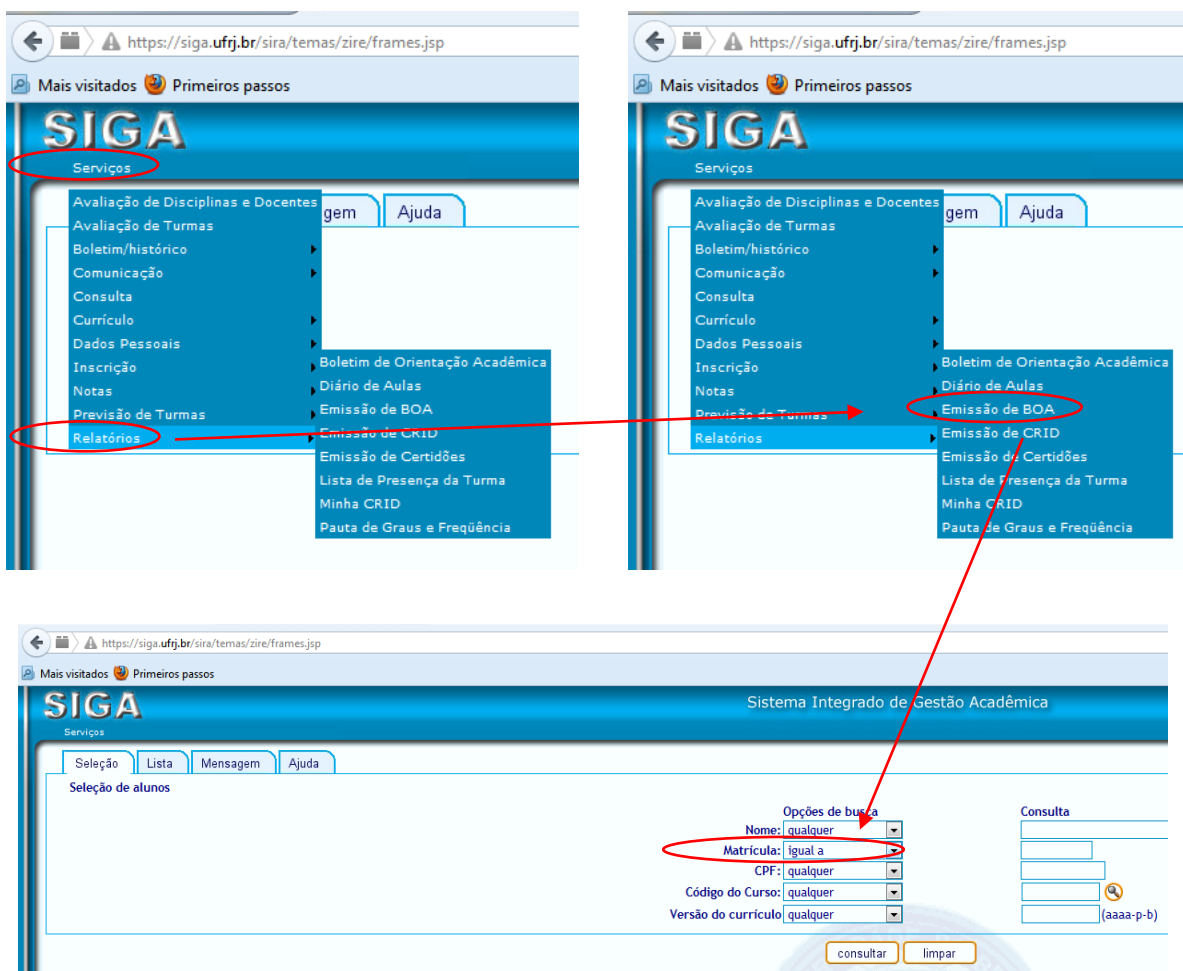 https://siga.ufrj.br/sira/temas/zire/frames.jsp
Mais visitados Primeiros passos
SIGA
Serviços
gem Ajuda
Avaliação de Disciplinas e Docentes
Avaliação de Turmas
Boletim/histórico
Comunicação
Consulta
Currículo
Dados Pessoais
Inscrição
Notas
Previsão de Turmas
Relatórios
Boletim de Orientação Acadêmica
Diário de Aulas
Emissão de BOA
Emissão de CRID
Emissão de Certidões
Lista de Presença da Turma
Minha CRID
Pauta de Graus e Freqüência
https://siga.ufrj.br/sira/temas/zire/frames.jsp
Mais visitados Primeiros passos
SIGA
Serviços
gem Ajuda
Avaliação de Disciplinas e Docentes
Avaliação de Turmas
Boletim/histórico
Comunicação
Consulta
Currículo
Dados Pessoais
Inscrição
Notas
Previsão de Turmas
Relatórios
Boletim de Orientação Acadêmica
Diário de Aulas
Emissão de BOA
Emissão de CRID
Emissão de Certidões
Lista de Presença da Turma
Minha CRID
Pauta de Graus e Freqüência
https://siga.ufrj.br/sira/temas/zire/frames.jsp
Mais visitados Primeiros passos
SIGA Sistema Integrado de Gestão Acadêmica
Serviços
Seleção Lista Mensagem Ajuda
Seleção de alunos
Opções de busca Consulta
Nome: qualquer
Matrícula: igual a
CPF: qualquer
Código do Curso: qualquer
Versão do currículo qualquer (aaaa-p-b)
consultar limpar